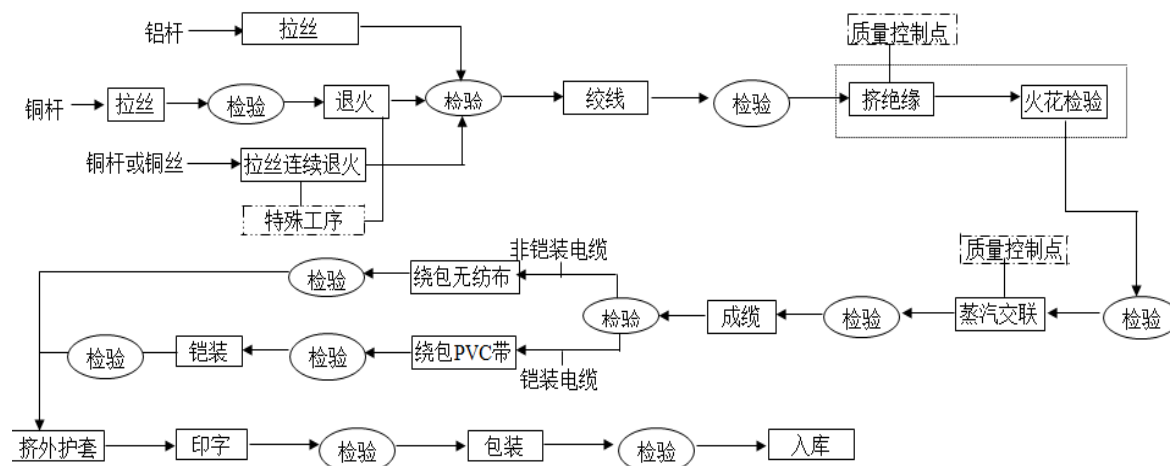 铝杆
拉丝
质量控制点
铜杆
拉丝
检验
退火
检验
绞线
检验
挤绝缘
火花检验
铜杆或铜丝
拉丝连续退火
特殊工序
非铠装电缆
质量控制点
检验
绕包无纺布
检验
成缆
检验
蒸汽交联
检验
检验
铠装
检验
绕包PVC带
铠装电缆
挤外护套
印字
检验
包装
检验
入库